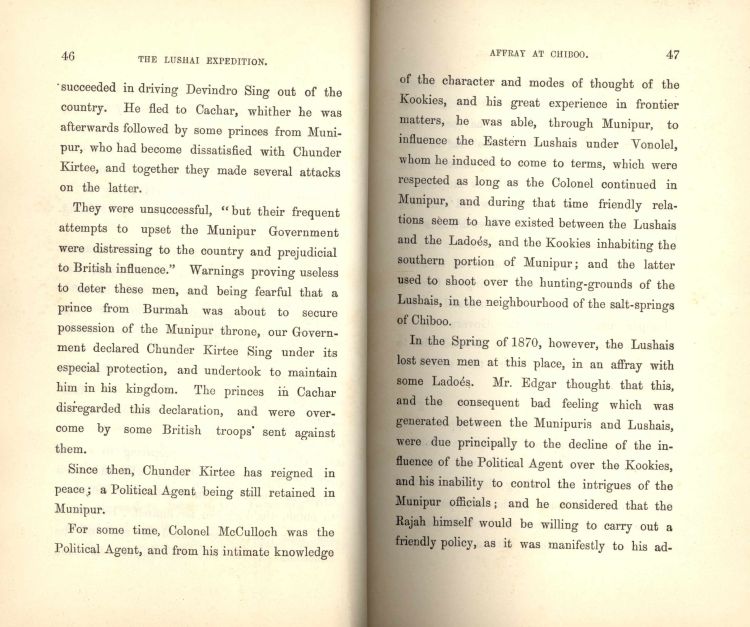 46
THE LUSHAI EXPEDITION.
succeeded in driving Devindro Sing out of the
country. He fled to Cachar, whither he was
afterwards followed by some princes from Muni-
pur, who had become dissatisfied with Chunder
Kirtee, and together they made several attacks
on the latter.
They were unsuccessful, “but their frequent
attempts to upset the Munipur Government
were distressing to the country and prejudicial
to British influence.” Warnings proving useless
to deter these men, and being fearful that a
prince from Burmah was about to secure
possession of the Munipur throne, our Govern-
ment declared Chunder Kirtee Sing under its
especial protection, and undertook to maintain
him in his kingdom. The princes in Cachar
disregarded this declaration, and were over-
come by some British troops sent against
them.
Since then, Chunder Kirtee has reigned in
peace; a Political Agent being still retained in
Munipur.
For some time, Colonel McCulloch was the
Political Agent, and from his intimate knowledge
AFFRAY AT CHIBOO.
47
of the character and modes of thought of the
Kookies, and his great experience in frontier
matters, he was able, through Munipur, to
influence the Eastern Lushais under Vonolel,
whom he induced to come to terms, which were
respected as long as the Colonel continued in
Munipur, and during that time friendly rela-
tions seem to have existed between the Lushais
and the Ladoés, and the Kookies inhabiting the
southern portion of Munipur; and the latter
used to shoot over the hunting-grounds of the
Lushais, in the neighbourhood of the salt-springs
of Chiboo.
In the Spring of 1870, however, the Lushais
lost seven men at this place, in an affray with
some Ladoés. Mr. Edgar thought that this,
and the consequent bad feeling which was
generated between the Munipuris and Lushais,
were due principally to the decline of the in-
fluence of the Political Agent over the Kookies,
and his inability to control the intrigues of the
Munipur officials; and he considered that the
Rajah himself would be willing to carry out a
friendly policy, as it was manifestly to his ad-